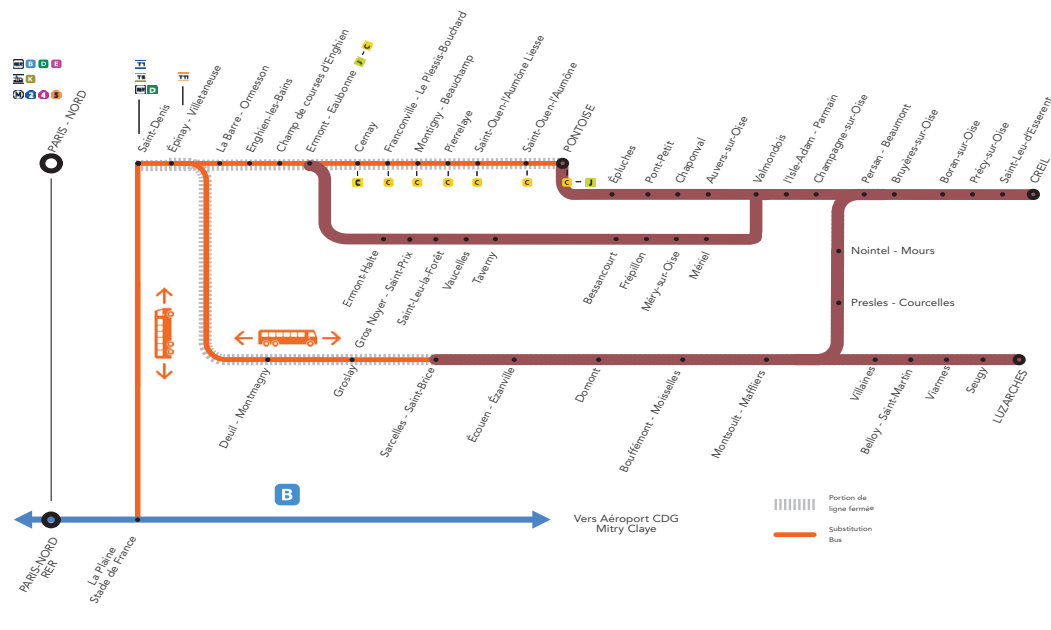 B D E
K
M 2 4 5
PARIS - NORD
T1
T8
D
T11
Saint-Denis
Épinay - Villetaneuse
La Barre - Ormesson
Enghien-les-Bains
Champ de courses d'Enghien
Ermont - Eaubonne J - C
Cernay
Franconville - Le Plessis-Bouchard
Montigny - Beauchamp
Pierrelaye
Saint-Ouen-l'Aumône Liesse
Saint-Ouen-l'Aumône
PONTOISE
C
C
C
C
C
C
C - J
Épluches
Pont-Petit
Chaponval
Auvers-sur-Oise
Valmondois
l'Isle-Adam - Parmain
Champagne-sur-Oise
Persan - Beaumont
Bruyères-sur-Oise
Boran-sur-Oise
Précy-sur-Oise
Saint-Leu-d'Esserent
CREIL
Ermont-Halte
Gros Noyer - Saint-Prix
Saint-Leu-la-Forêt
Vaucelles
Taverny
Bessancourt
Frépillon
Méry-sur-Oise
Mériel
Nointel - Mours
Presles - Courcelles
Deuil - Montmagny
Groslay
Sarcelles - Saint-Brice
Écouen - Ézanville
Domont
Bouffémont - Moisselles
Montsoult - Maffliers
Villaines
Belloy - Saint-Martin
Viarmes
Seugy
LUZARCHES
B
Vers Aéroport CDG
Mitry Claye
PARIS-NORD
RER
La Plaine
Stade de France
Portion de
ligne fermée
Substitution
Bus